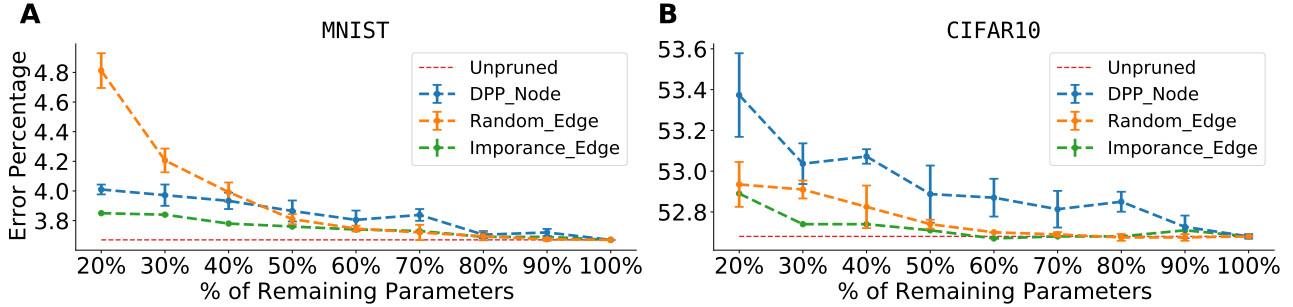 A
MNIST
Error Percentage
4.8
4.6
4.4
4.2
4.0
3.8
Unpruned
DPP_Node
Random_Edge
Imporance_Edge
20% 30% 40% 50% 60% 70% 80% 90% 100%
% of Remaining Parameters
B
CIFAR10
53.6
53.4
53.2
53.0
52.8
Unpruned
DPP_Node
Random_Edge
Imporance_Edge
20% 30% 40% 50% 60% 70% 80% 90% 100%
% of Remaining Parameters